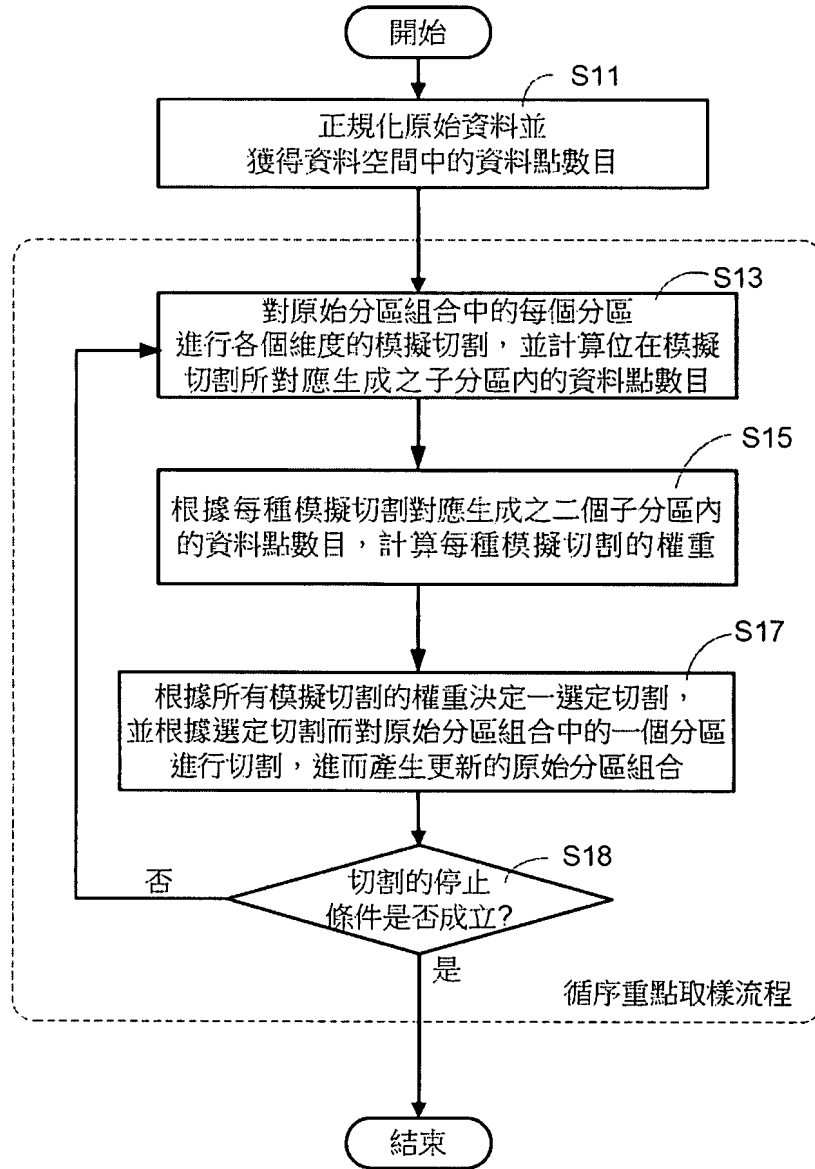 開始
S11
正規化原始資料並
獲得資料空間中的資料點數目
S13
對原始分區組合中的每個分區
進行各個維度的模擬切割，並計算位在模擬
切割所對應生成之子分區內的資料點數目
S15
根據每種模擬切割對應生成之二個子分區內
的資料點數目，計算每種模擬切割的權重
S17
根據所有模擬切割的權重決定一選定切割，
並根據選定切割而對原始分區組合中的一個分區
進行切割，進而產生更新的原始分區組合
S18
切割的停止
條件是否成立?
否
是
循序重點取樣流程
結束